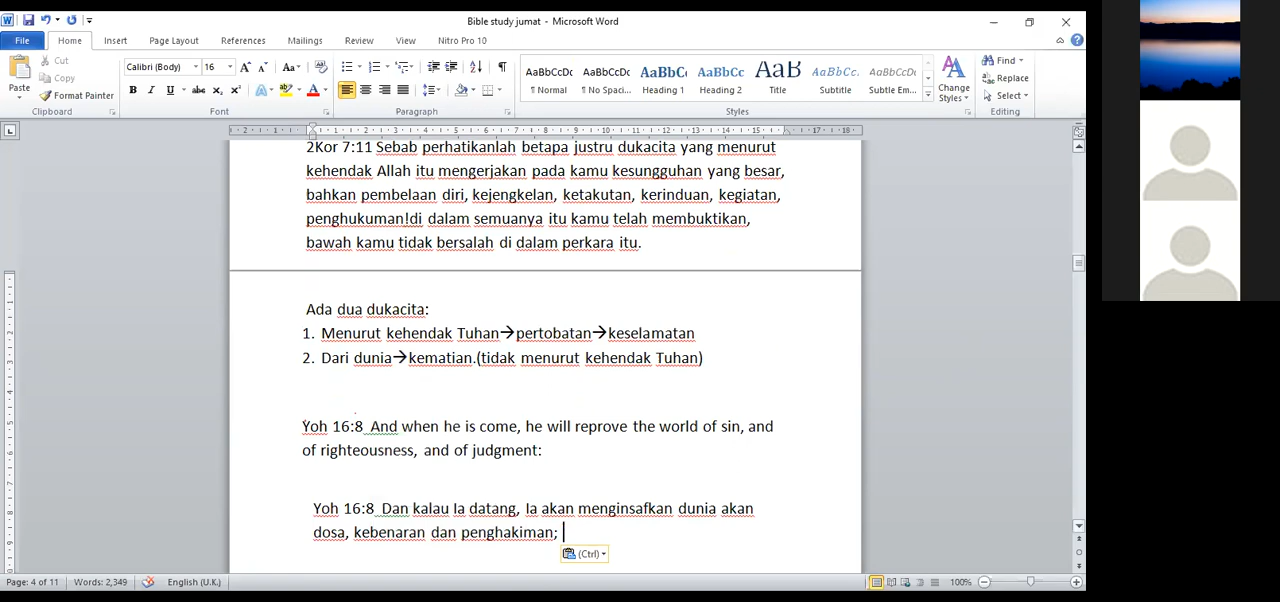 Bible study jumat - Microsoft Word
File Home Insert Page Layout References Mailings Review View Nitro Pro 10
Cut
Copy
Format Painter
Paste
Clipboard
Calibri (Body) 16
Font
Paragraph
AaBbCcDc AaBbCcDc AaBbC AaBbCc AaB AaBbCc. AaBbCcDc
¶ Normal ¶ No Spaci... Heading 1 Heading 2 Title Subtitle Subtle Em...
Styles
Change
Styles
Find
Replace
Select
Editing
2Kor 7:11 Sebab perhatikanlah betapa justru dukacita yang menurut
kehendak Allah itu mengerjakan pada kamu kesungguhan yang besar,
bahkan pembelaan diri, kejengkelan, ketakutan, kerinduan, kegiatan,
penghukuman!di dalam semuanya itu kamu telah membuktikan,
bawah kamu tidak bersalah di dalam perkara itu.
Ada dua dukacita:
1. Menurut kehendak Tuhan→pertobatan→keselamatan
2. Dari dunia→kematian.(tidak menurut kehendak Tuhan)
Yoh 16:8 And when he is come, he will reprove the world of sin, and
of righteousness, and of judgment:
Yoh 16:8 Dan kalau Ia datang, Ia akan menginsafkan dunia akan
dosa, kebenaran dan penghakiman;
(Ctrl)
Page: 4 of 11 Words: 2,349 English (U.K.) 100%